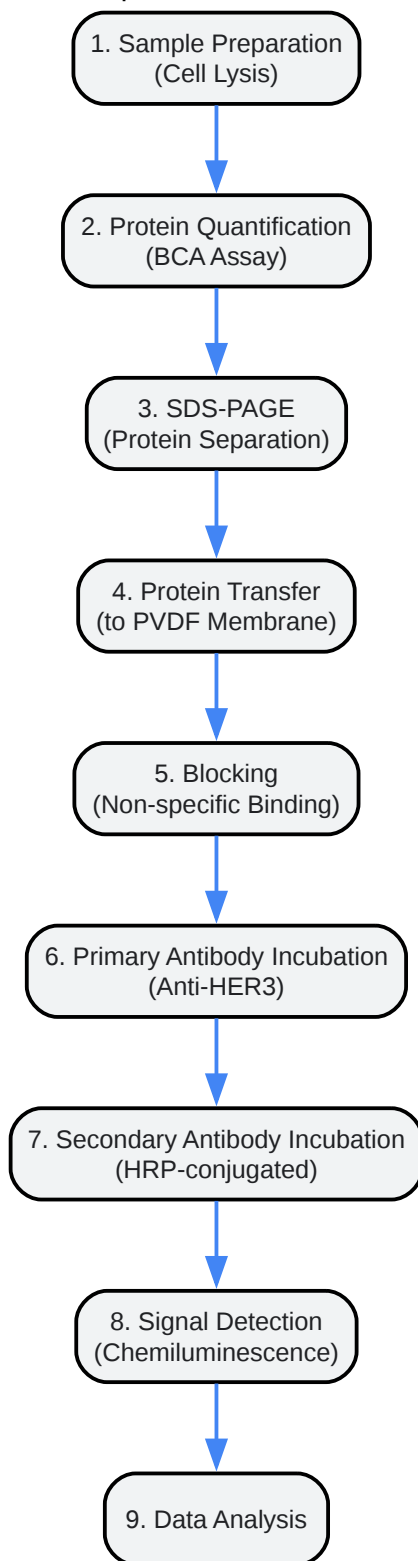 1. Sample Preparation
(Cell Lysis)
2. Protein Quantification
(BCA Assay)
3. SDS-PAGE
(Protein Separation)
4. Protein Transfer
(to PVDF Membrane)
5. Blocking
(Non-specific Binding)
6. Primary Antibody Incubation
(Anti-HER3)
7. Secondary Antibody Incubation
(HRP-conjugated)
8. Signal Detection
(Chemiluminescence)
9. Data Analysis